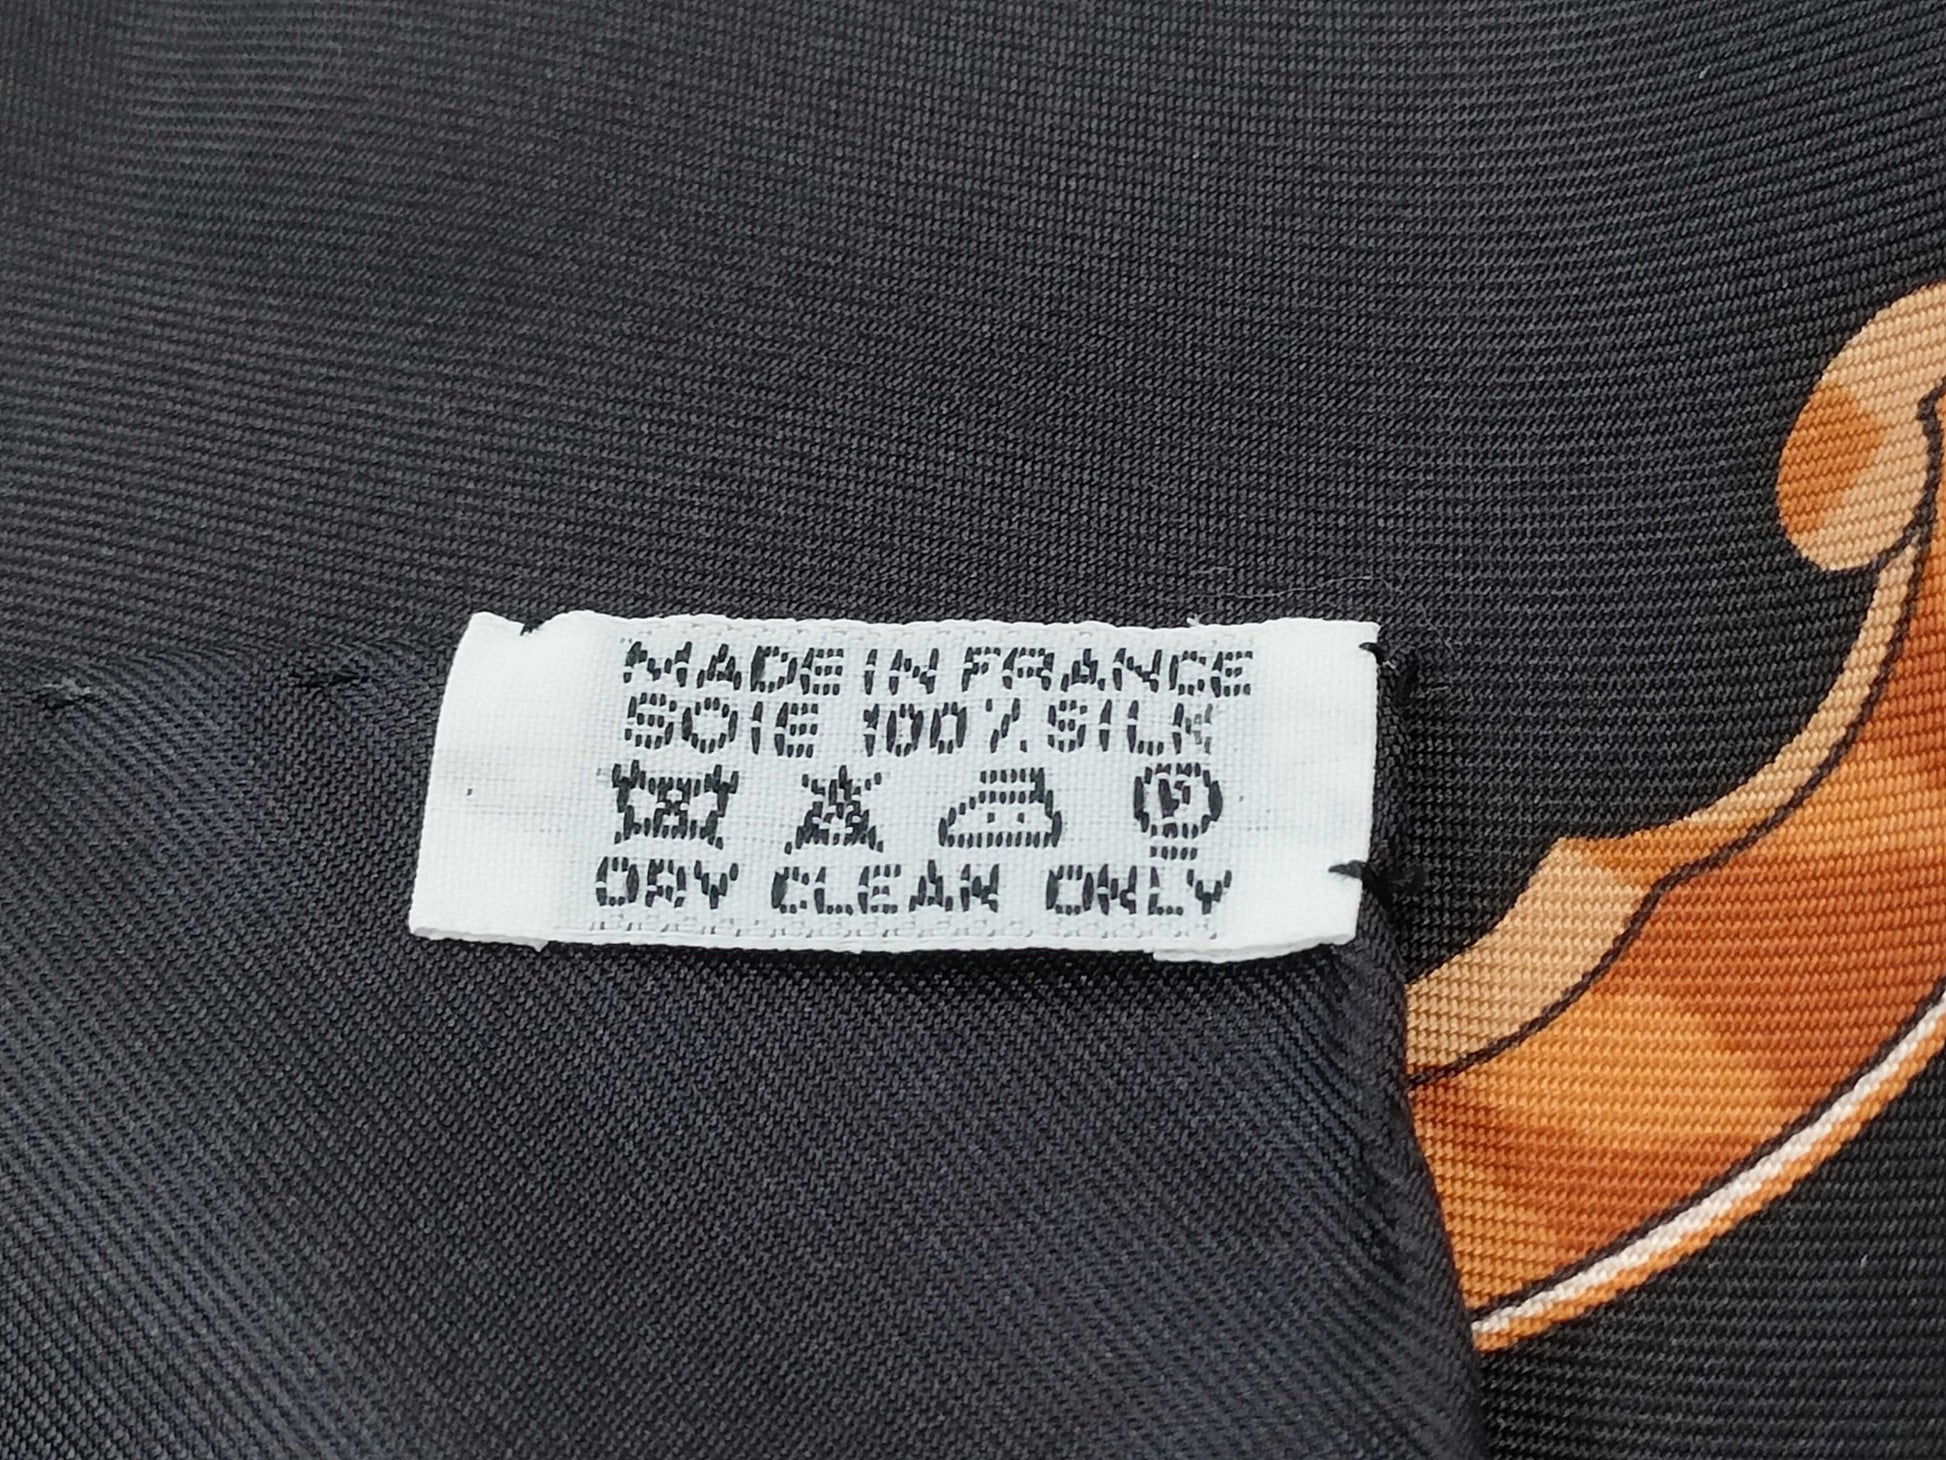 MADE IN FRANCE
SOIE 100% SILK
DRY CLEAN ONLY